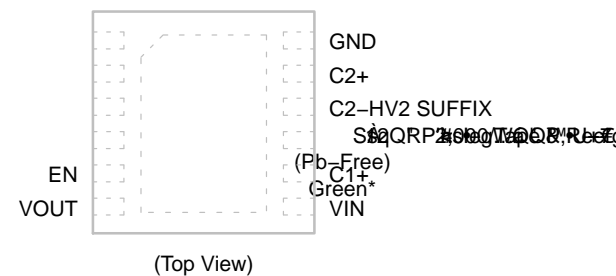 GND
C2+
C2−HV2 SUFFIX
(Pb−Free)
EN
C1+
Green*
VOUT
VIN
(Top View)